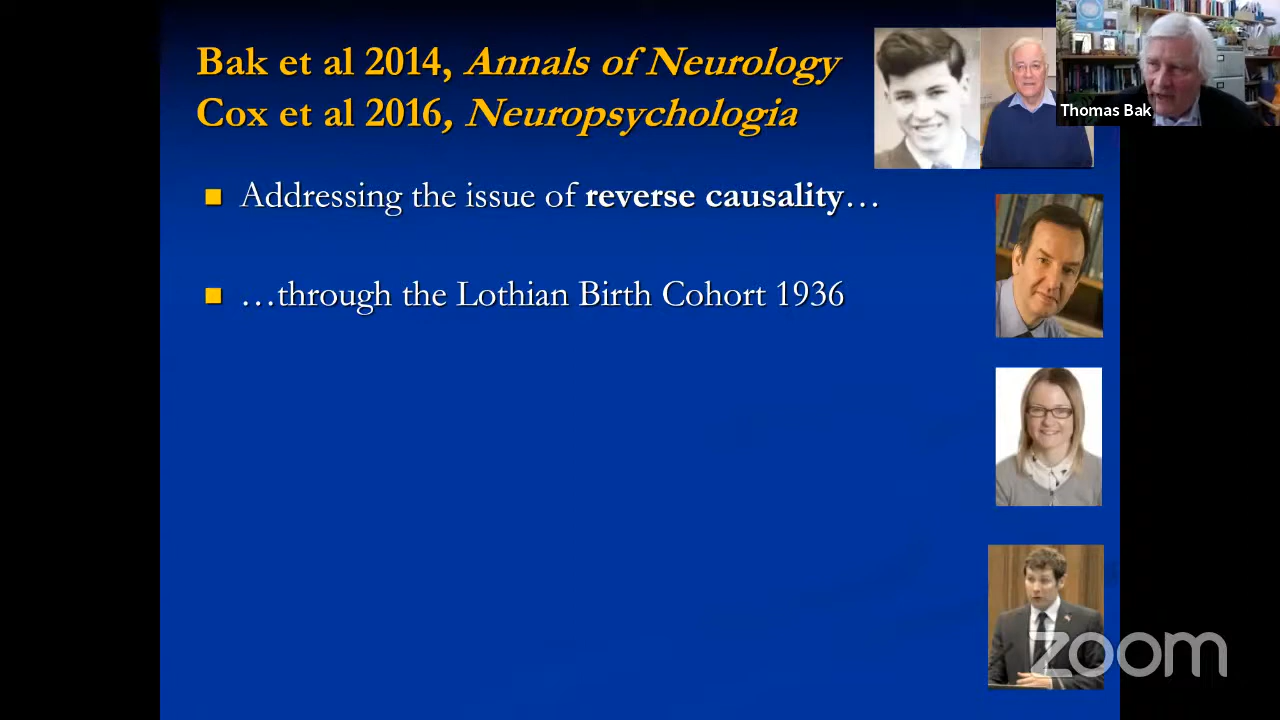 Bak et al 2014, Annals of Neurology
Cox et al 2016, Neuropsychologia
Thomas Bak
Addressing the issue of reverse causality…
…through the Lothian Birth Cohort 1936
zoom